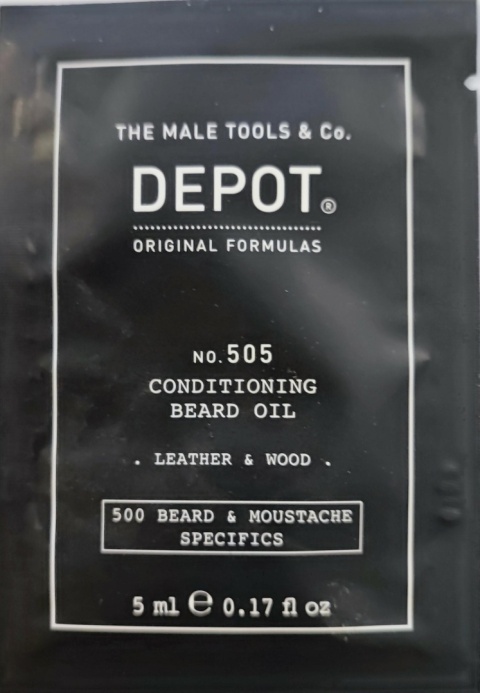 THE MALE TOOLS & Co.
DEPOT®
ORIGINAL FORMULAS
NO. 505
CONDITIONING
BEARD OIL
. LEATHER & WOOD .
500 BEARD & MOUSTACHE
SPECIFICS
5 ml ℮ 0.17 fl oz